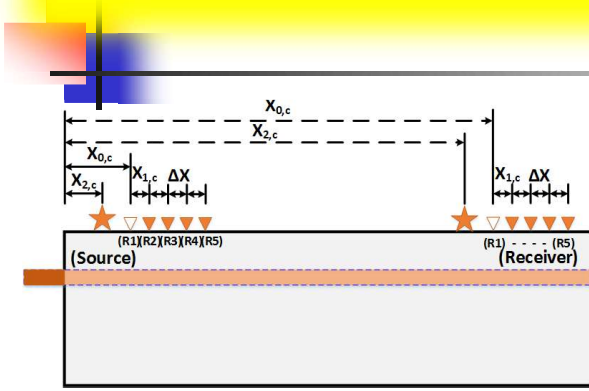 X0,c
X2,c
X0,c
X1,c ΔX X1,c ΔX
X2,c
(R1)(R2)(R3)(R4)(R5) (R1) - - - - (R5)
(Source) (Receiver)